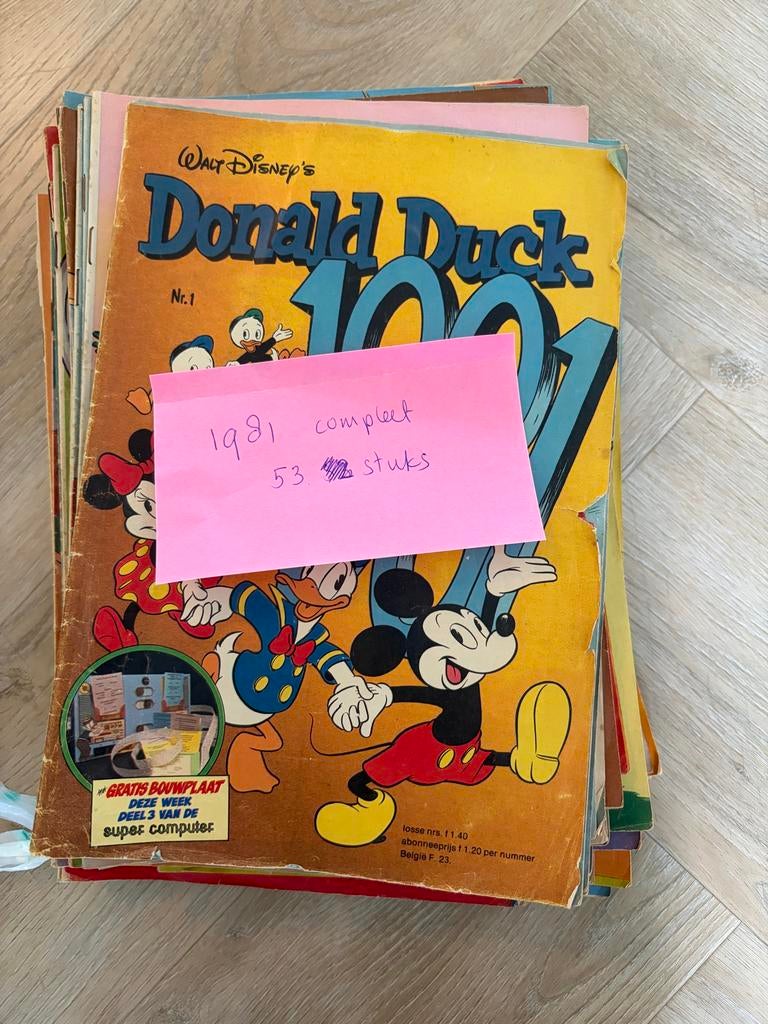 WALT DISNEY'S
Donald Duck
Nr.1
1981 compleet
53 stuks
GRATIS BOUWPLAAT
DEZE WEEK
DEEL 3 VAN DE
super computer
losse nrs. f 1.40
abonneeprijs f 1.20 per nummer
België F. 23.